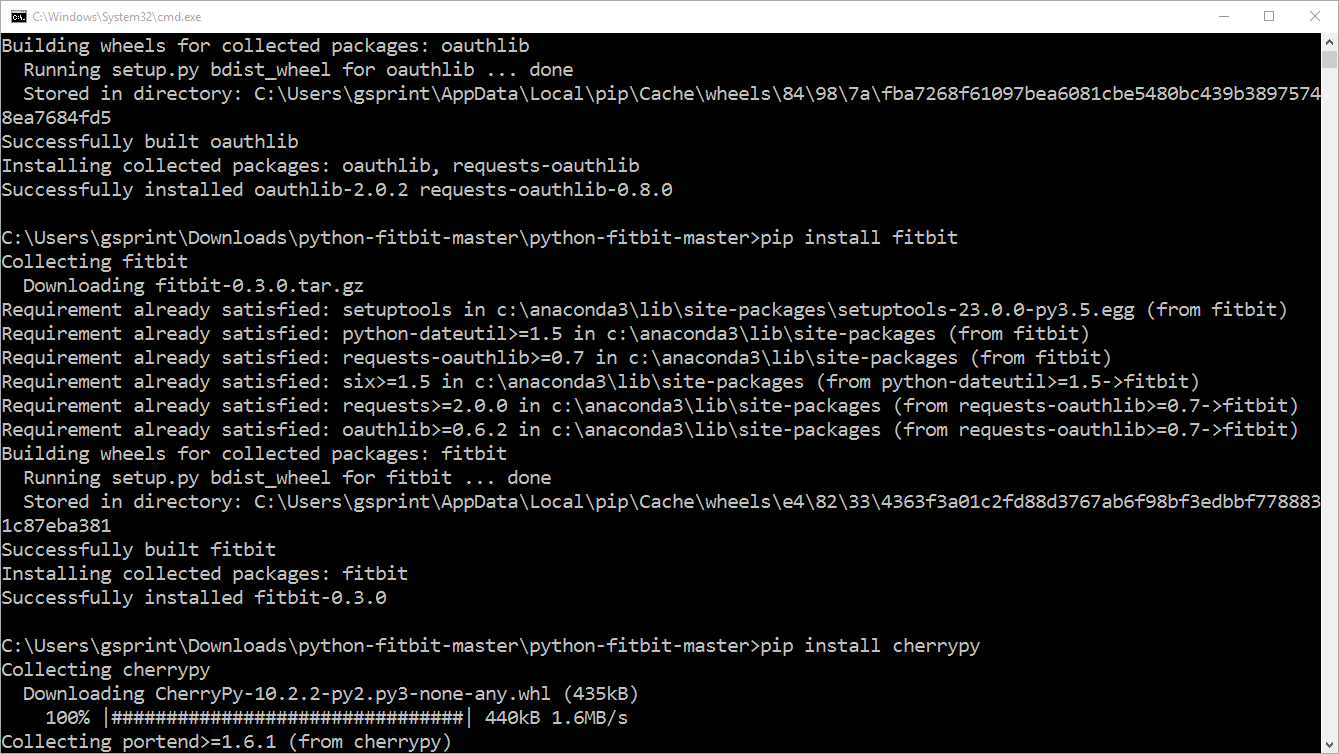 C:\Windows\System32\cmd.exe
Building wheels for collected packages: oauthlib
  Running setup.py bdist_wheel for oauthlib ... done
  Stored in directory: C:\Users\gsprint\AppData\Local\pip\Cache\wheels\84\98\7a\fba7268f61097bea6081cbe5480bc439b3897574
8ea7684fd5
Successfully built oauthlib
Installing collected packages: oauthlib, requests-oauthlib
Successfully installed oauthlib-2.0.2 requests-oauthlib-0.8.0
C:\Users\gsprint\Downloads\python-fitbit-master\python-fitbit-master>pip install fitbit
Collecting fitbit
  Downloading fitbit-0.3.0.tar.gz
Requirement already satisfied: setuptools in c:\anaconda3\lib\site-packages\setuptools-23.0.0-py3.5.egg (from fitbit)
Requirement already satisfied: python-dateutil>=1.5 in c:\anaconda3\lib\site-packages (from fitbit)
Requirement already satisfied: requests-oauthlib>=0.7 in c:\anaconda3\lib\site-packages (from fitbit)
Requirement already satisfied: six>=1.5 in c:\anaconda3\lib\site-packages (from python-dateutil>=1.5->fitbit)
Requirement already satisfied: requests>=2.0.0 in c:\anaconda3\lib\site-packages (from requests-oauthlib>=0.7->fitbit)
Requirement already satisfied: oauthlib>=0.6.2 in c:\anaconda3\lib\site-packages (from requests-oauthlib>=0.7->fitbit)
Building wheels for collected packages: fitbit
  Running setup.py bdist_wheel for fitbit ... done
  Stored in directory: C:\Users\gsprint\AppData\Local\pip\Cache\wheels\e4\82\33\4363f3a01c2fd88d3767ab6f98bf3edbbf778883
1c87eba381
Successfully built fitbit
Installing collected packages: fitbit
Successfully installed fitbit-0.3.0
C:\Users\gsprint\Downloads\python-fitbit-master\python-fitbit-master>pip install cherrypy
Collecting cherrypy
  Downloading CherryPy-10.2.2-py2.py3-none-any.whl (435kB)
    100% |################################| 440kB 1.6MB/s
Collecting portend>=1.6.1 (from cherrypy)